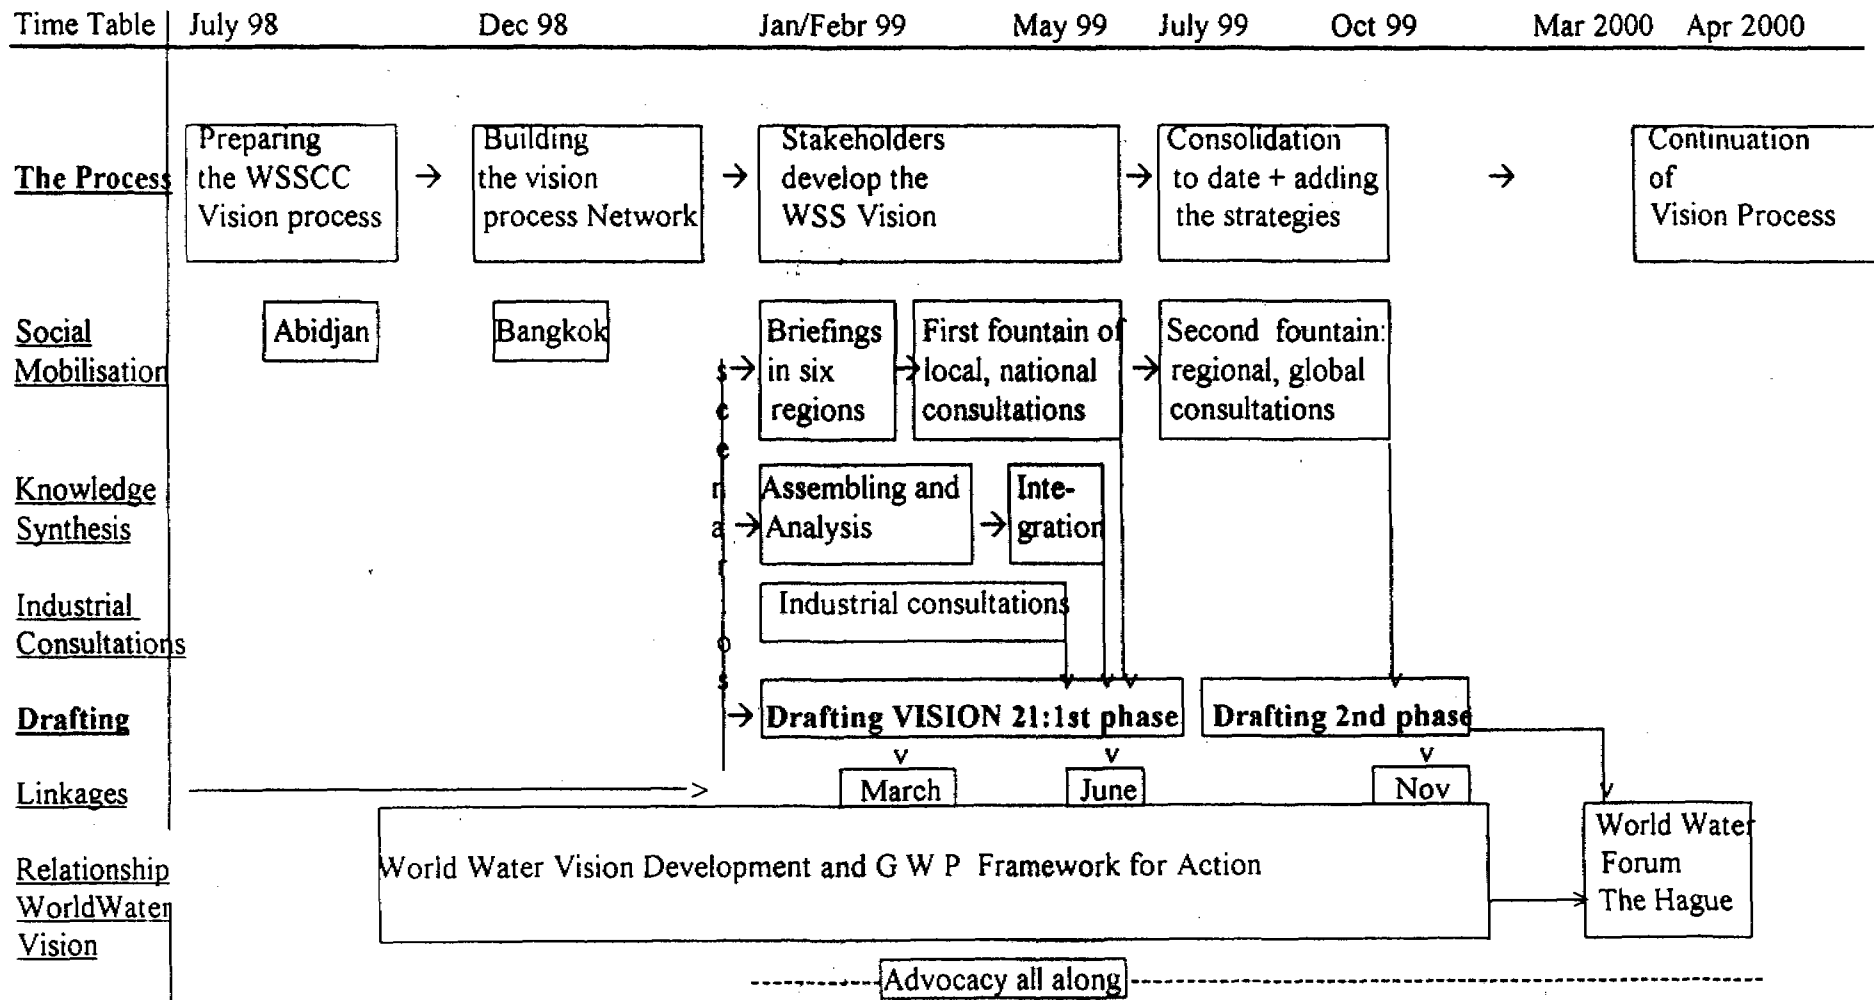 Time Table July 98 Dec 98 Jan/Febr 99 May 99 July 99 Oct 99 Mar 2000 Apr 2000
The Process
Preparing
the WSSCC
Vision process
→
Building
the vision
process Network
→
Stakeholders
develop the
WSS Vision
→
Consolidation
to date + adding
the strategies
→
Continuation
of
Vision Process
Social
Mobilisation
Abidjan
Bangkok
scenarios
→
Briefings
in six
regions
→
First fountain of
local, national
consultations
→
Second fountain:
regional, global
consultations
Knowledge
Synthesis
→
Assembling and
Analysis
→
Inte-
gration
Industrial
Consultations
Industrial consultations
Drafting
→
Drafting VISION 21:1st phase
Drafting 2nd phase
v v v
Linkages
>
March
June
Nov
Relationship
WorldWater
Vision
World Water Vision Development and G W P Framework for Action
World Water
Forum
The Hague
Advocacy all along